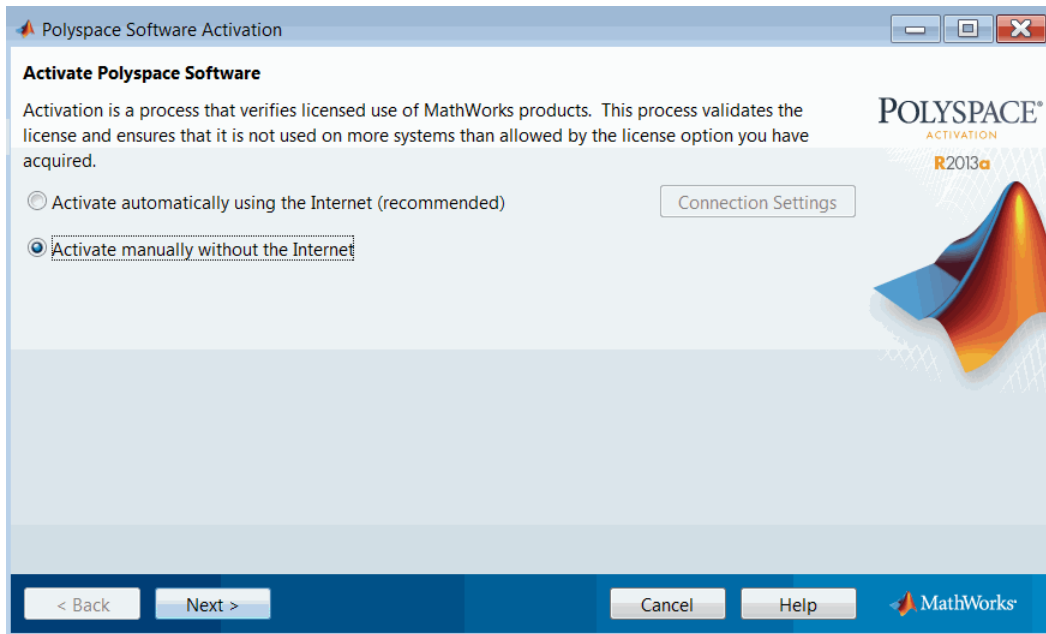 Polyspace Software Activation
Activate Polyspace Software
Activation is a process that verifies licensed use of MathWorks products.  This process validates the
license and ensures that it is not used on more systems than allowed by the license option you have
acquired.
POLYSPACE®
ACTIVATION
R2013a
Activate automatically using the Internet (recommended)
Connection Settings
Activate manually without the Internet
< Back
Next >
Cancel
Help
MathWorks®